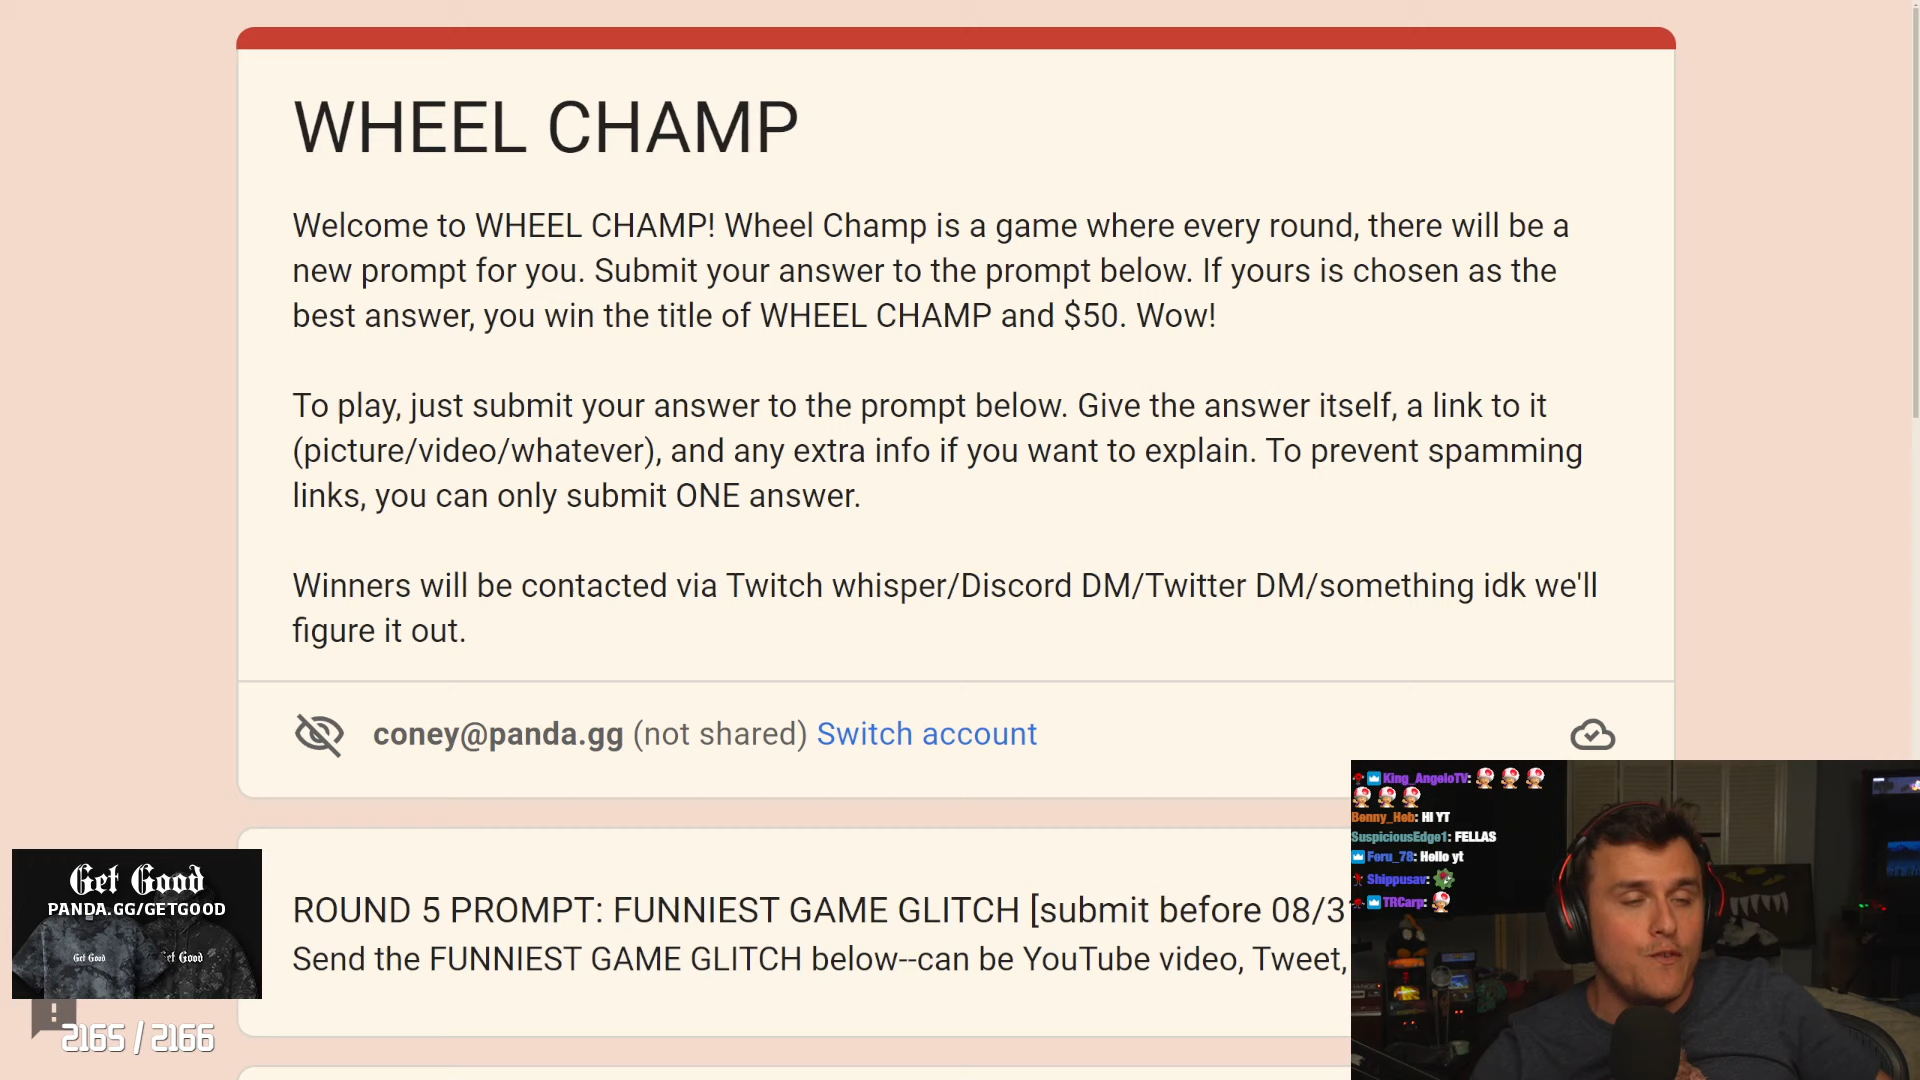 WHEEL CHAMP
Welcome to WHEEL CHAMP! Wheel Champ is a game where every round, there will be a
new prompt for you. Submit your answer to the prompt below. If yours is chosen as the
best answer, you win the title of WHEEL CHAMP and $50. Wow!
To play, just submit your answer to the prompt below. Give the answer itself, a link to it
(picture/video/whatever), and any extra info if you want to explain. To prevent spamming
links, you can only submit ONE answer.
Winners will be contacted via Twitch whisper/Discord DM/Twitter DM/something idk we'll
figure it out.
coney@panda.gg (not shared) Switch account
ROUND 5 PROMPT: FUNNIEST GAME GLITCH [submit before 08/3
Send the FUNNIEST GAME GLITCH below--can be YouTube video, Tweet,
Get Good
PANDA.GG/GETGOOD
Get Good
Get Good
2165 / 2166
King_AngeloTV:
Benny_Heb: HI YT
SuspiciousEdge1: FELLAS
Feru_78: Hello yt
Shippusav:
TRCarp: